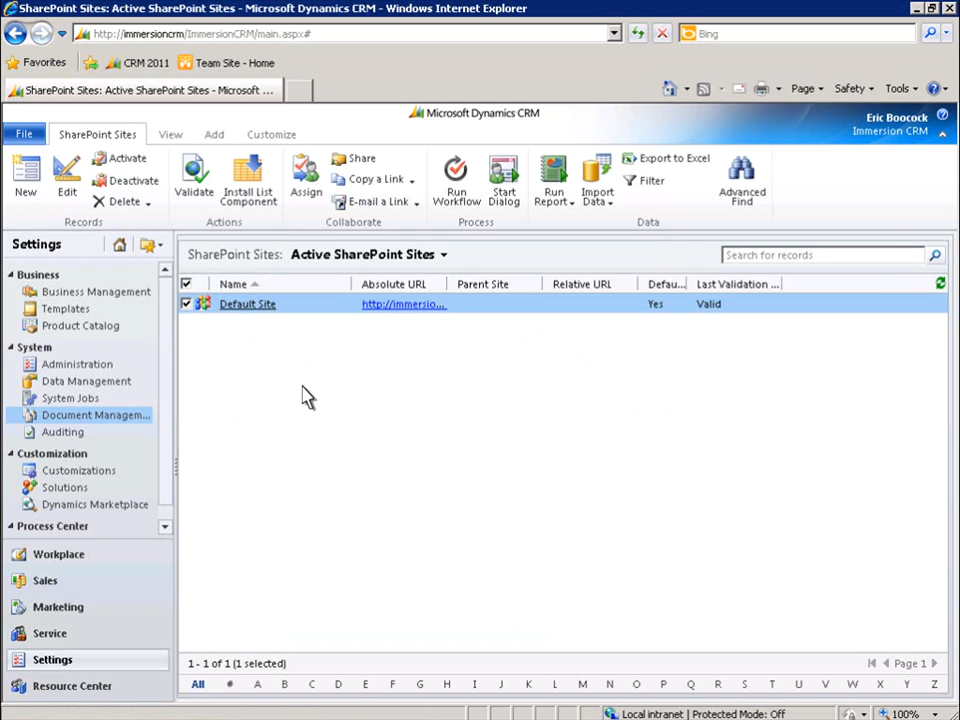 SharePoint Sites: Active SharePoint Sites - Microsoft Dynamics CRM - Windows Internet Explorer
http://immersioncrm/ImmersionCRM/main.aspx#
Bing
Favorites CRM 2011 Team Site - Home
SharePoint Sites: Active SharePoint Sites - Microsoft ...
Page Safety Tools
Microsoft Dynamics CRM
Eric Boocock
Immersion CRM
File SharePoint Sites View Add Customize
New
Edit
Activate
Deactivate
Delete
Records
Validate
Install List Component
Actions
Assign
Share
Copy a Link
E-mail a Link
Collaborate
Run Workflow
Start Dialog
Process
Run Report
Import Data
Export to Excel
Filter
Data
Advanced Find
Settings
Business
Business Management
Templates
Product Catalog
System
Administration
Data Management
System Jobs
Document Managem...
Auditing
Customization
Customizations
Solutions
Dynamics Marketplace
Process Center
Workplace
Sales
Marketing
Service
Settings
Resource Center
SharePoint Sites: Active SharePoint Sites
Search for records
Name Absolute URL Parent Site Relative URL Defau... Last Validation ...
Default Site http://immersio... Yes Valid
1 - 1 of 1 (1 selected)
Page 1
All # A B C D E F G H I J K L M N O P Q R S T U V W X Y Z
Local intranet | Protected Mode: Off
100%